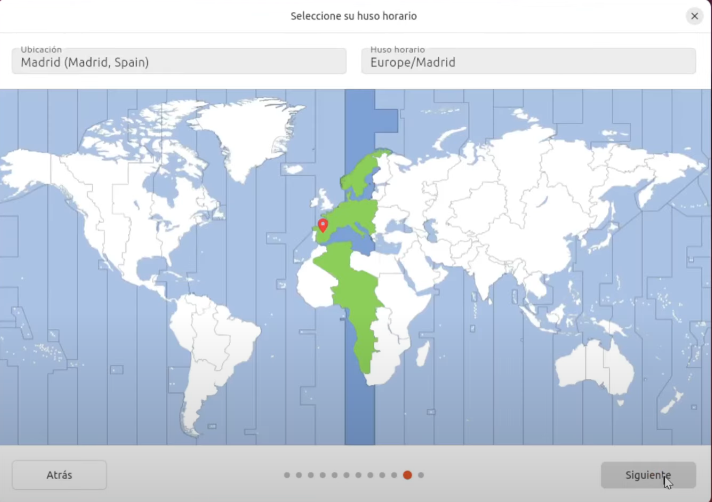 Seleccione su huso horario
Ubicación
Madrid (Madrid, Spain)
Huso horario
Europe/Madrid
Atrás
Siguiente